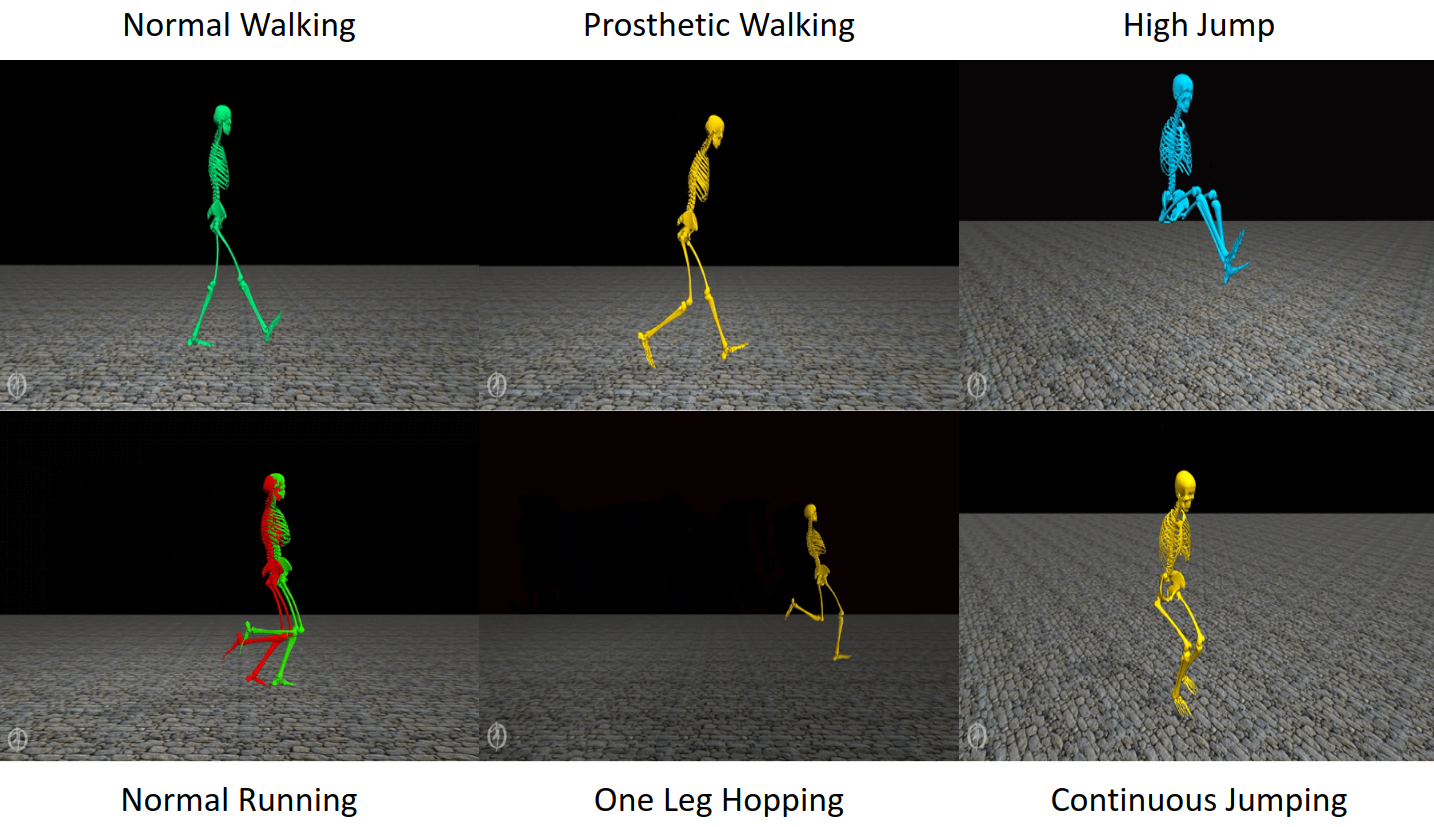 Normal Walking
Prosthetic Walking
High Jump
Normal Running
One Leg Hopping
Continuous Jumping